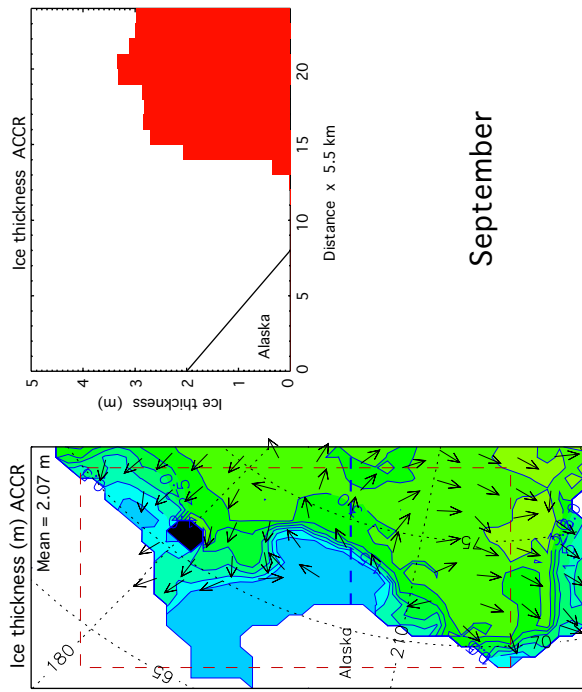 Ice thickness (m) ACCR
Mean = 2.07 m
180
65
Alaska
210
75
Ice thickness ACCR
5
4
3
2
1
0
Ice thickness (m)
Alaska
0
5
10
15
20
Distance x 5.5 km
September